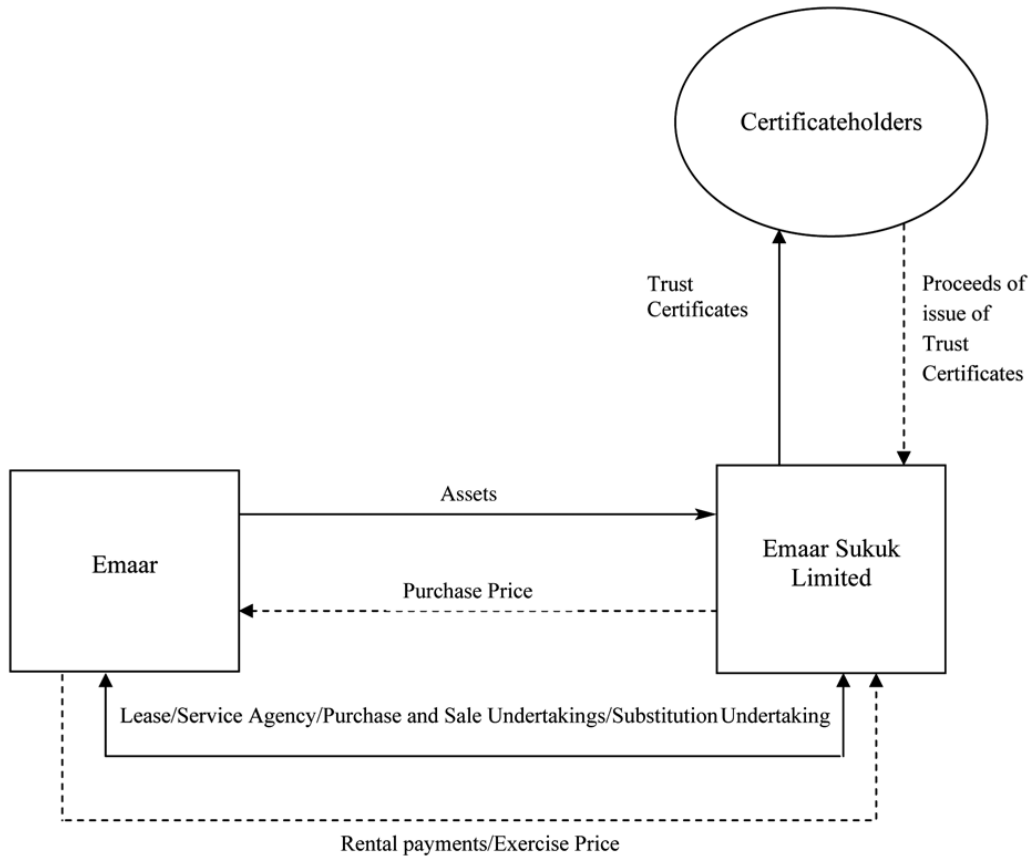 Certificateholders
Trust
Certificates
Proceeds of
issue of
Trust
Certificates
Assets
Emaar
Emaar Sukuk
Limited
Purchase Price
Lease/Service Agency/Purchase and Sale Undertakings/Substitution Undertaking
Rental payments/Exercise Price